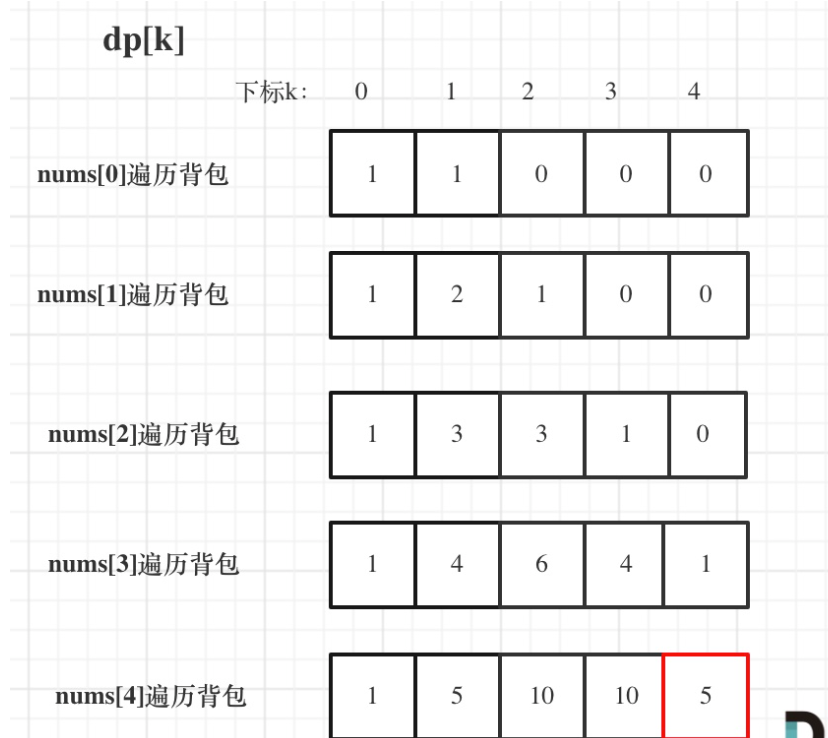 dp[k]
下标k: 0 1 2 3 4
nums[0]遍历背包 1 1 0 0 0
nums[1]遍历背包 1 2 1 0 0
nums[2]遍历背包 1 3 3 1 0
nums[3]遍历背包 1 4 6 4 1
nums[4]遍历背包 1 5 10 10 5